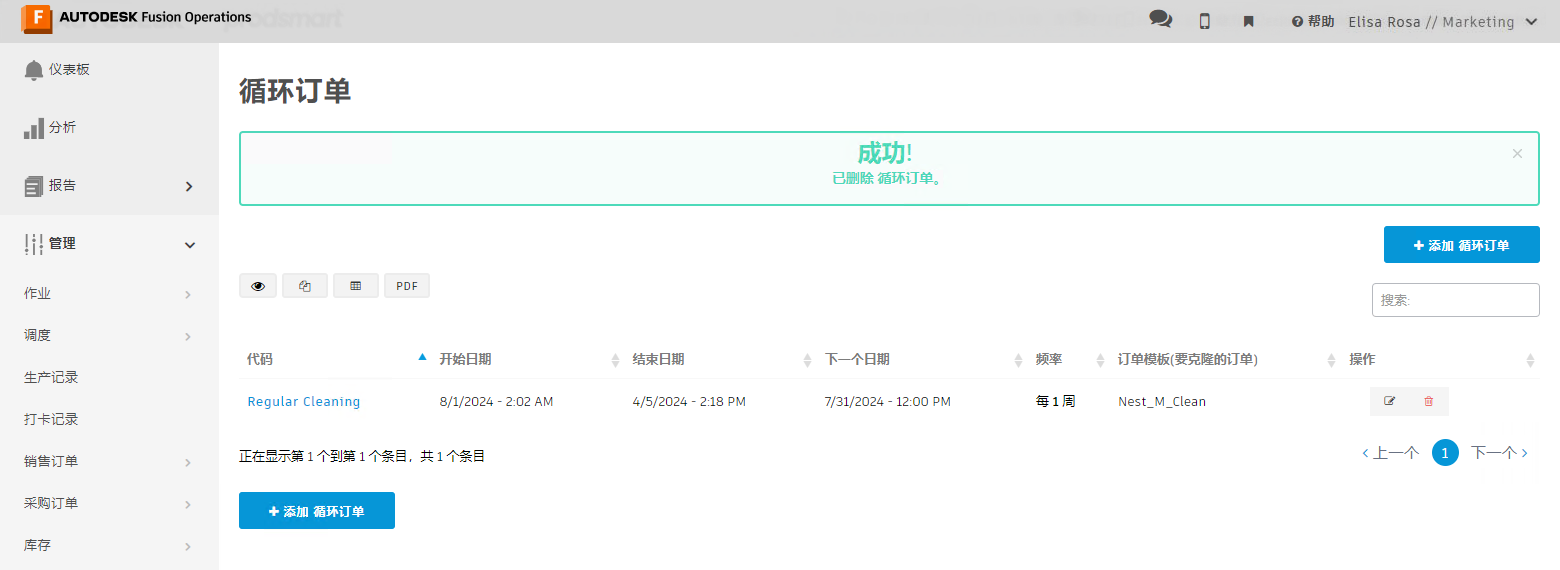 AUTODESK Fusion Operations
帮助
Elisa Rosa // Marketing
仪表板
分析
报告
管理
作业
调度
生产记录
打卡记录
销售订单
采购订单
库存
循环订单
成功!
已删除 循环订单。
添加 循环订单
PDF
搜索:
代码 开始日期 结束日期 下一个日期 频率 订单模板(要克隆的订单) 操作
Regular Cleaning 8/1/2024 - 2:02 AM 4/5/2024 - 2:18 PM 7/31/2024 - 12:00 PM 每 1 周 Nest_M_Clean
正在显示第 1 个到第 1 个条目，共 1 个条目
上一个 1 下一个
添加 循环订单